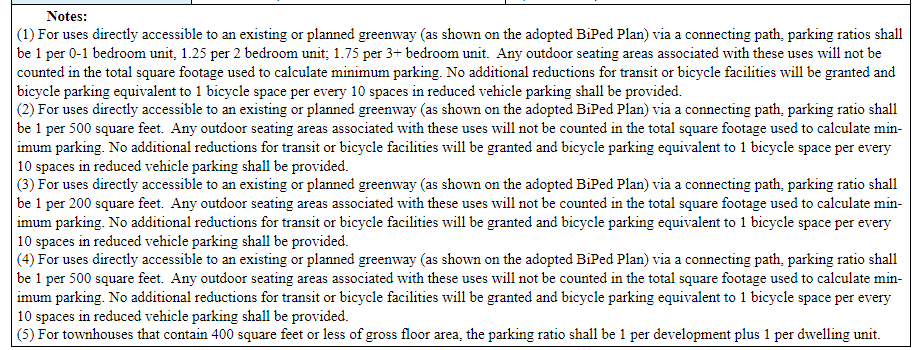 Notes:
(1) For uses directly accessible to an existing or planned greenway (as shown on the adopted BiPed Plan) via a connecting path, parking ratios shall
be 1 per 0-1 bedroom unit, 1.25 per 2 bedroom unit; 1.75 per 3+ bedroom unit.  Any outdoor seating areas associated with these uses will not be
counted in the total square footage used to calculate minimum parking. No additional reductions for transit or bicycle facilities will be granted and
bicycle parking equivalent to 1 bicycle space per every 10 spaces in reduced vehicle parking shall be provided.
(2) For uses directly accessible to an existing or planned greenway (as shown on the adopted BiPed Plan) via a connecting path, parking ratio shall
be 1 per 500 square feet.  Any outdoor seating areas associated with these uses will not be counted in the total square footage used to calculate min-
imum parking. No additional reductions for transit or bicycle facilities will be granted and bicycle parking equivalent to 1 bicycle space per every
10 spaces in reduced vehicle parking shall be provided.
(3) For uses directly accessible to an existing or planned greenway (as shown on the adopted BiPed Plan) via a connecting path, parking ratio shall
be 1 per 200 square feet.  Any outdoor seating areas associated with these uses will not be counted in the total square footage used to calculate min-
imum parking. No additional reductions for transit or bicycle facilities will be granted and bicycle parking equivalent to 1 bicycle space per every
10 spaces in reduced vehicle parking shall be provided.
(4) For uses directly accessible to an existing or planned greenway (as shown on the adopted BiPed Plan) via a connecting path, parking ratio shall
be 1 per 500 square feet.  Any outdoor seating areas associated with these uses will not be counted in the total square footage used to calculate min-
imum parking. No additional reductions for transit or bicycle facilities will be granted and bicycle parking equivalent to 1 bicycle space per every
10 spaces in reduced vehicle parking shall be provided.
(5) For townhouses that contain 400 square feet or less of gross floor area, the parking ratio shall be 1 per development plus 1 per dwelling unit.